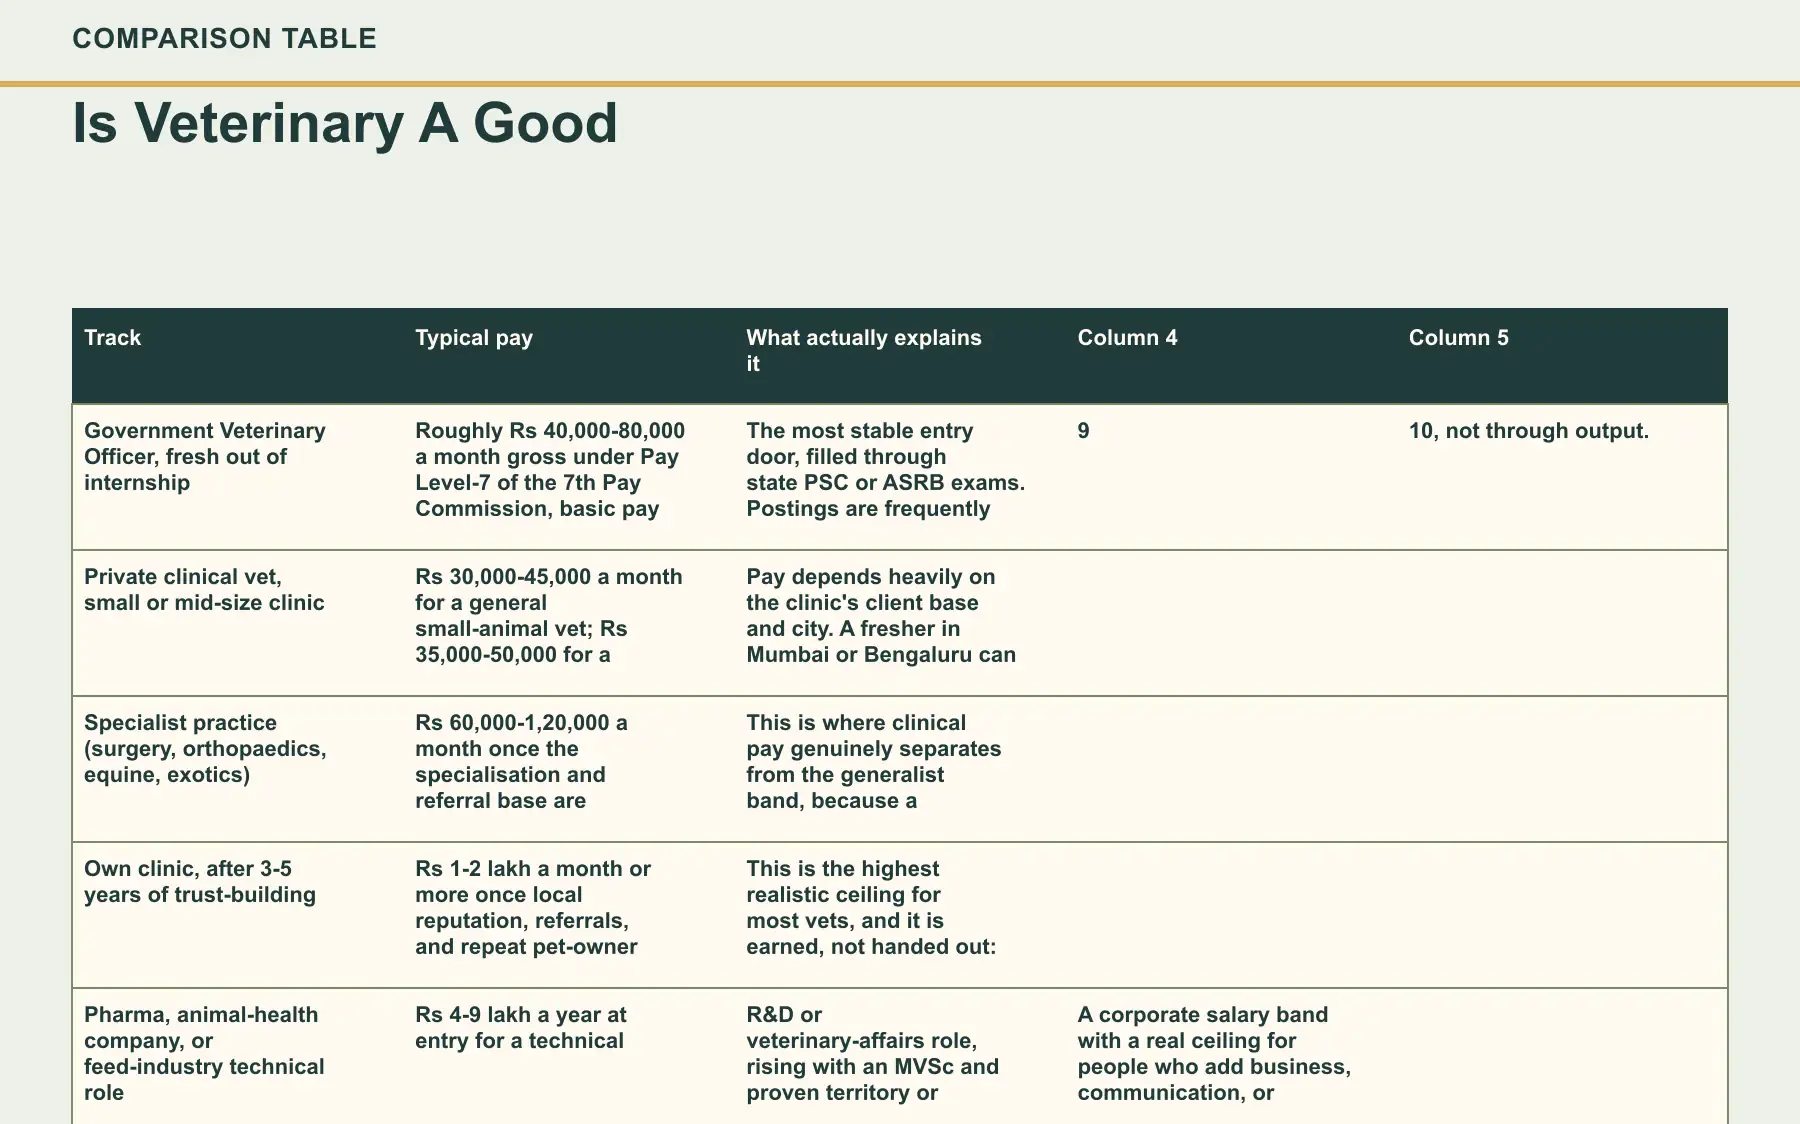 COMPARISON TABLE
Is Veterinary A Good
Track
Typical pay
What actually explains
it
Column 4
Column 5
Government Veterinary
Officer, fresh out of
internship
Roughly Rs 40,000-80,000
a month gross under Pay
Level-7 of the 7th Pay
Commission, basic pay
The most stable entry
door, filled through
state PSC or ASRB exams.
Postings are frequently
9
10, not through output.
Private clinical vet,
small or mid-size clinic
Rs 30,000-45,000 a month
for a general
small-animal vet; Rs
35,000-50,000 for a
Pay depends heavily on
the clinic's client base
and city. A fresher in
Mumbai or Bengaluru can
Specialist practice
(surgery, orthopaedics,
equine, exotics)
Rs 60,000-1,20,000 a
month once the
specialisation and
referral base are
This is where clinical
pay genuinely separates
from the generalist
band, because a
Own clinic, after 3-5
years of trust-building
Rs 1-2 lakh a month or
more once local
reputation, referrals,
and repeat pet-owner
This is the highest
realistic ceiling for
most vets, and it is
earned, not handed out:
Pharma, animal-health
company, or
feed-industry technical
role
Rs 4-9 lakh a year at
entry for a technical
R&D or
veterinary-affairs role,
rising with an MVSc and
proven territory or
A corporate salary band
with a real ceiling for
people who add business,
communication, or